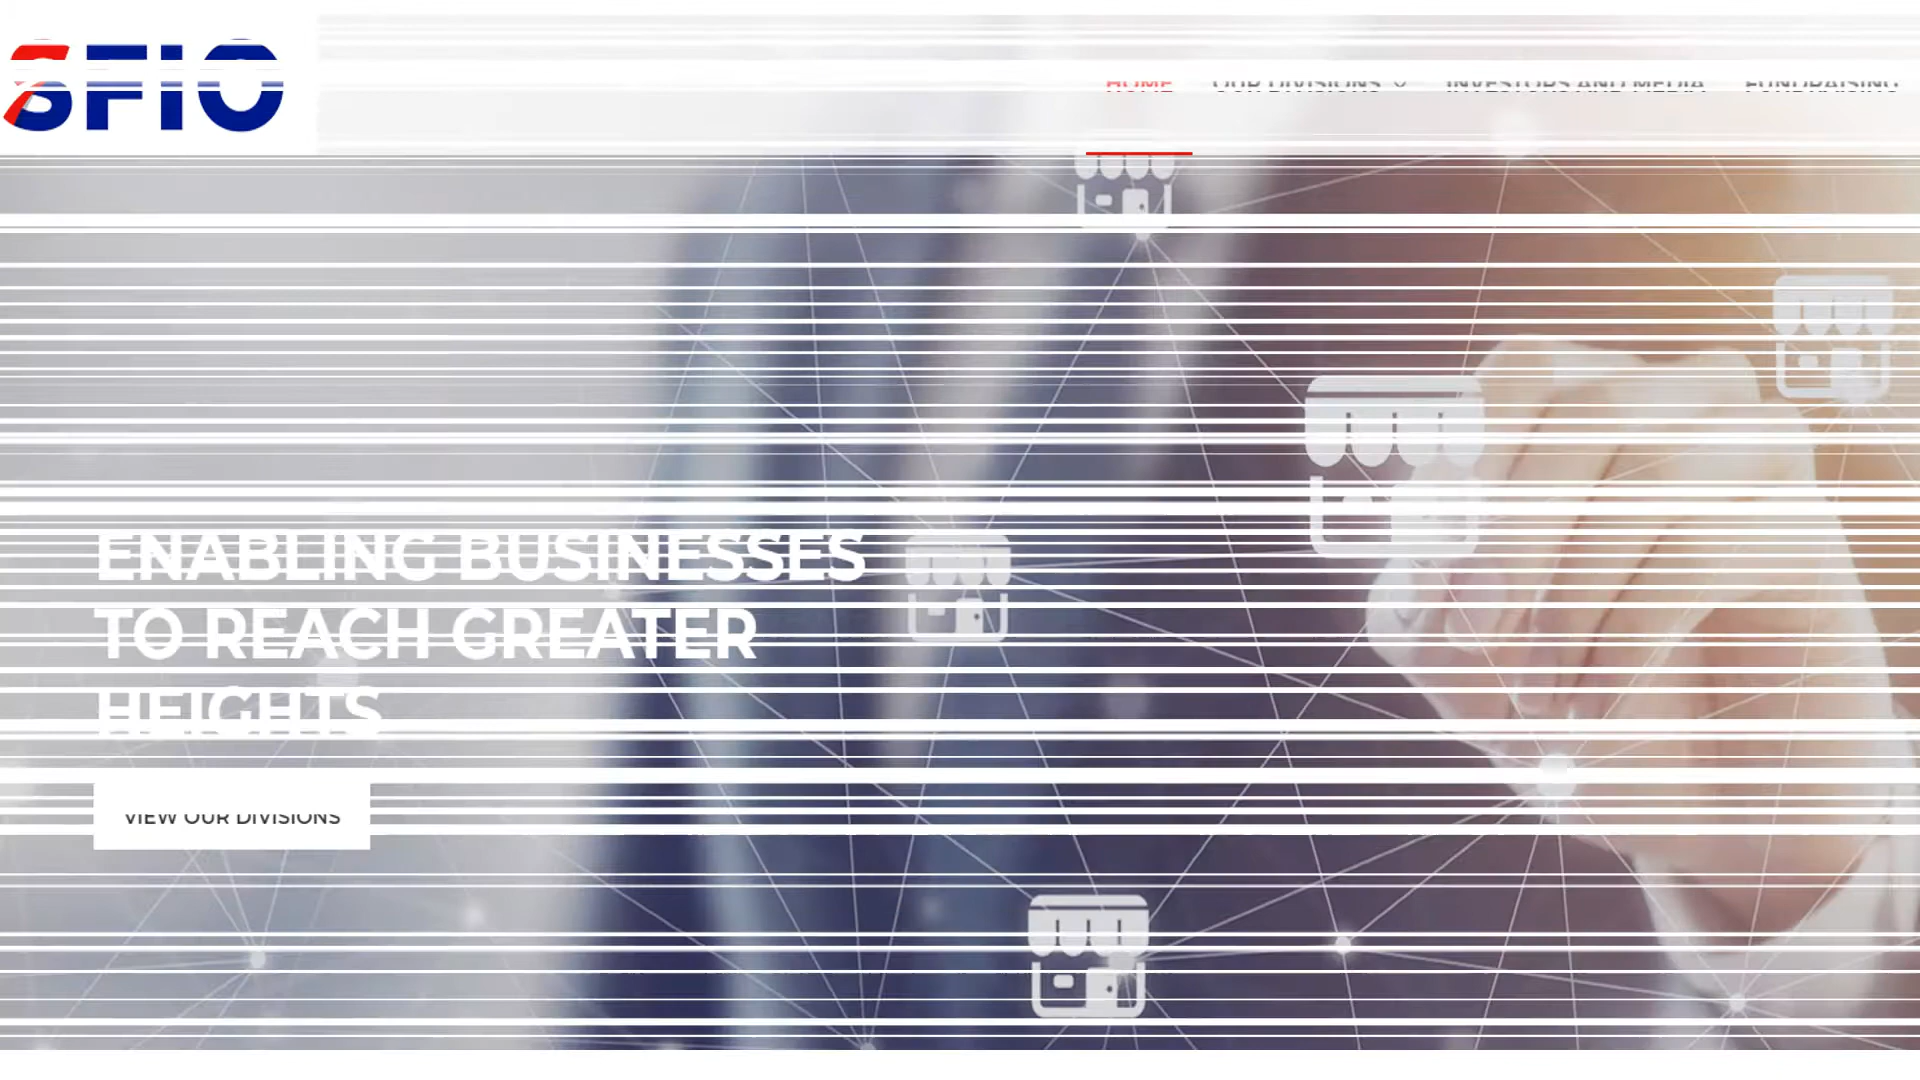 SFIO
HOME OUR DIVISIONS INVESTORS AND MEDIA FUNDRAISING
ENABLING BUSINESSES
TO REACH GREATER
HEIGHTS
VIEW OUR DIVISIONS